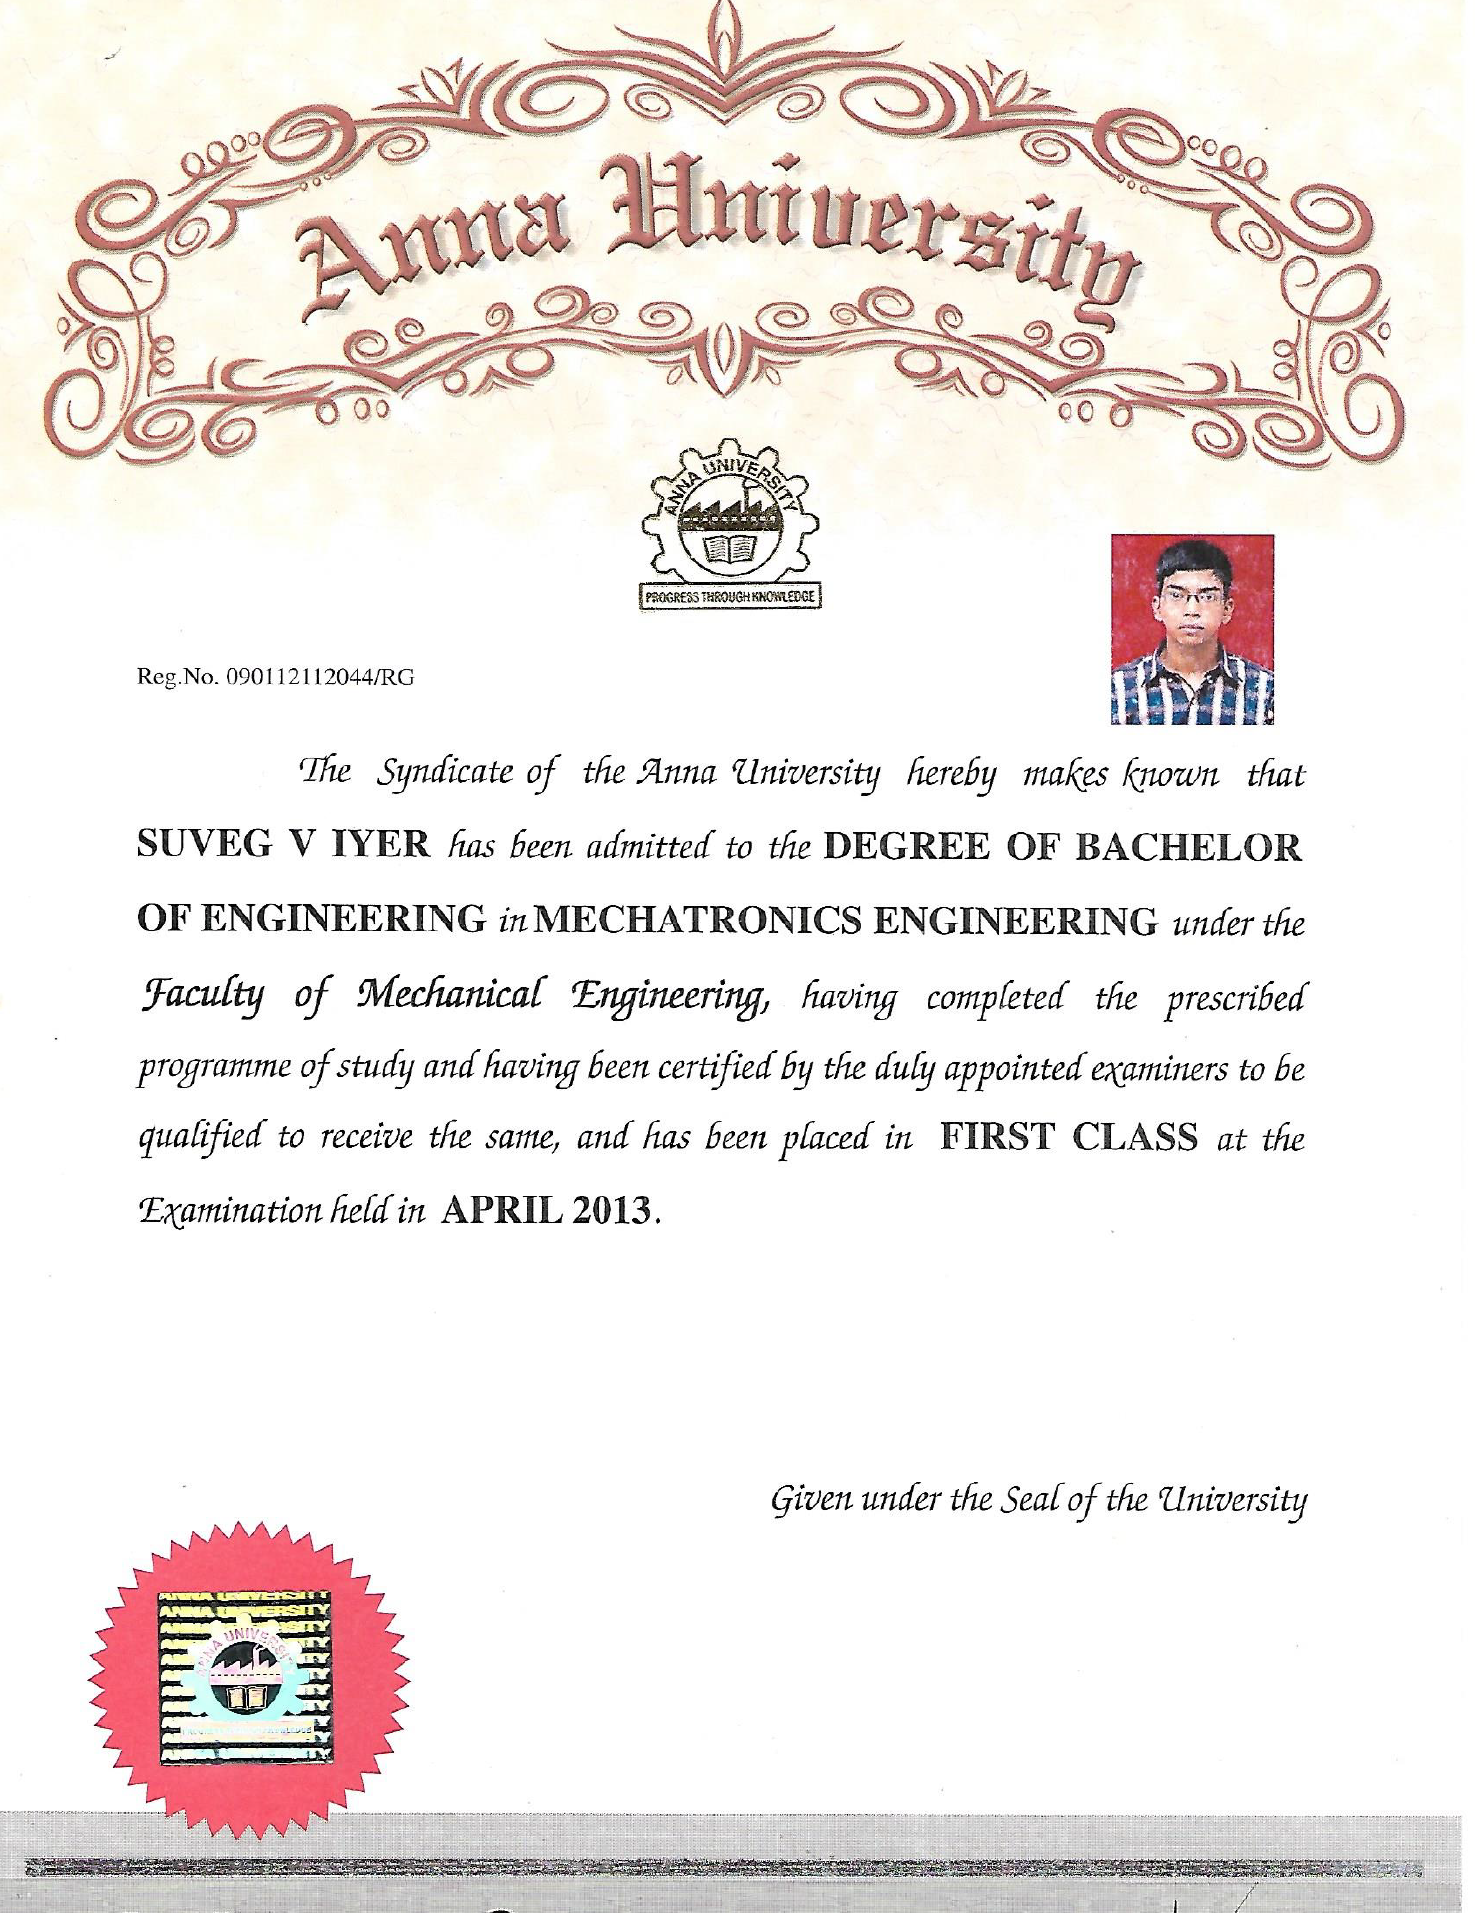 Anna University
ANNA UNIVERSITY
PROGRESS THROUGH KNOWLEDGE
Reg.No. 090112112044/RG
The Syndicate of the Anna University hereby makes known that
SUVEG V IYER has been admitted to the DEGREE OF BACHELOR
OF ENGINEERING in MECHATRONICS ENGINEERING under the
Faculty of Mechanical Engineering, having completed the prescribed
programme of study and having been certified by the duly appointed examiners to be
qualified to receive the same, and has been placed in FIRST CLASS at the
Examination held in APRIL 2013.
Given under the Seal of the University
ANNA UNIVERSITY
ANNA UNIVERSITY
ANNA UNIVERSITY